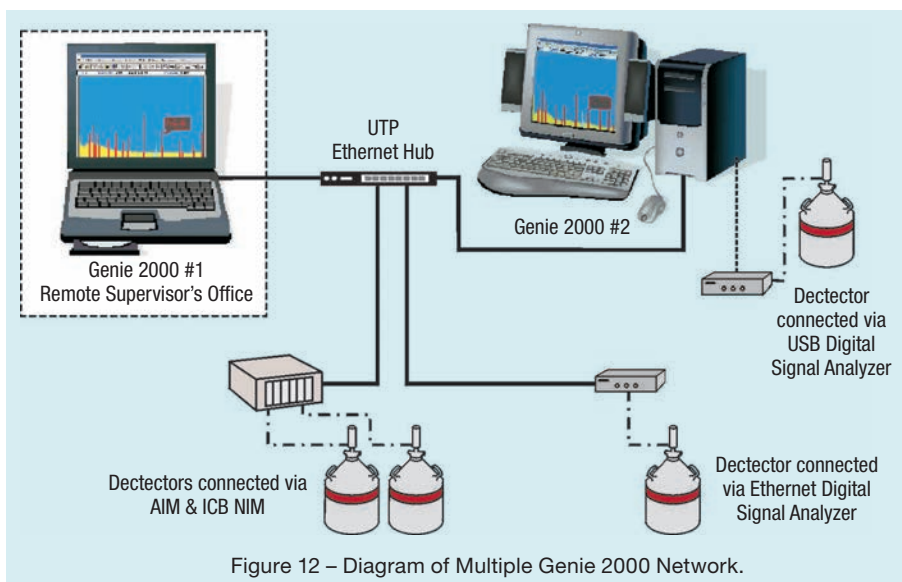 UTP
Ethernet Hub
Genie 2000 #1
Remote Supervisor's Office
Genie 2000 #2
Dectector
connected via
USB Digital
Signal Analyzer
Dectectors connected via
AIM & ICB NIM
Dectector connected
via Ethernet Digital
Signal Analyzer
Figure 12 – Diagram of Multiple Genie 2000 Network.